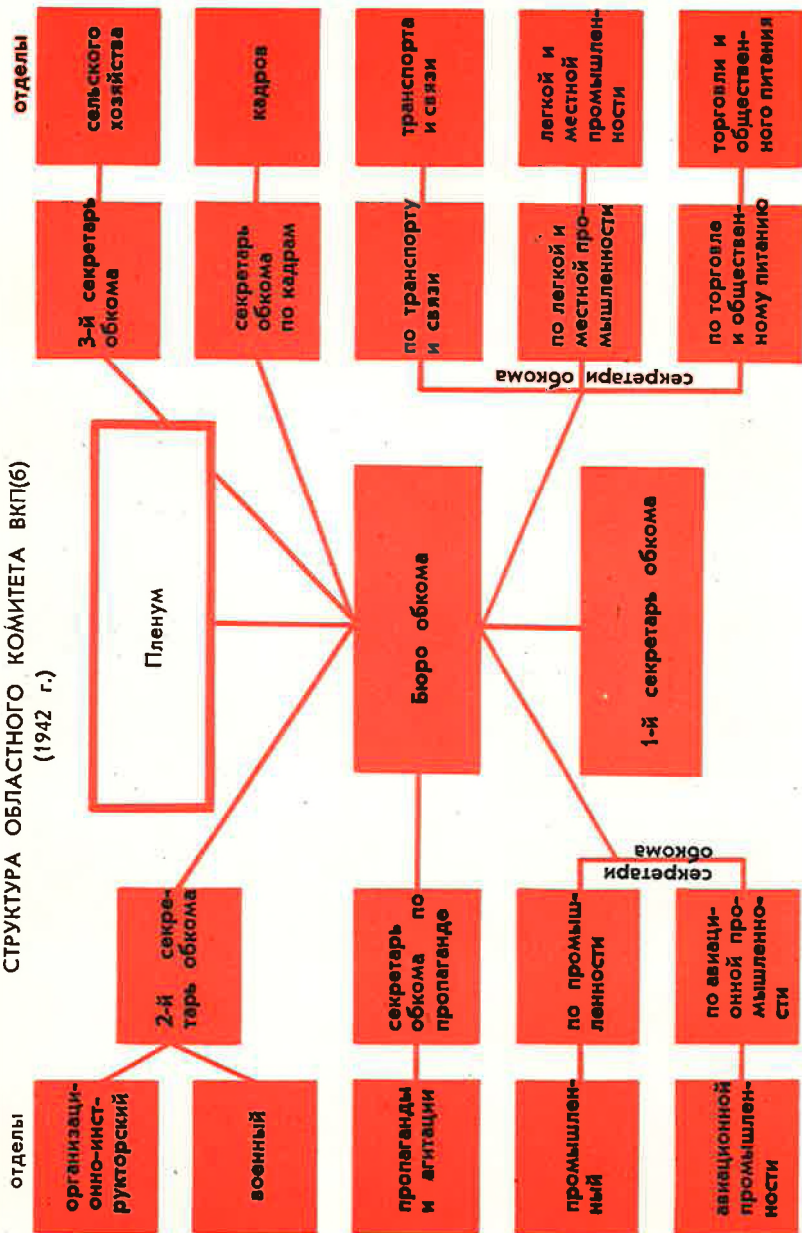 СТРУКТУРА ОБЛАСТНОГО КОМИТЕТА ВКП(б)
(1942 г.)
отделы
отделы
организаци-
онно-инст-
рукторский
2-й секре-
тарь обкома
военный
Пленум
3-й секретарь
обкома
сельского
хозяйства
секретарь
обкома
по кадрам
кадров
пропаганды
и агитации
секретарь
обкома по
пропаганде
Бюро обкома
по транспорту
и связи
транспорта
и связи
промышлен-
ный
по промыш-
ленности
секретари
обкома
секретари обкома
по легкой и
местной про-
мышленности
легкой и
местной
промышлен-
ности
авиационной
промышлен-
ности
по авиаци-
онной про-
мышленно-
сти
1-й секретарь обкома
по торговле
и обществен-
ному питанию
торговли и
обществен-
ного питания